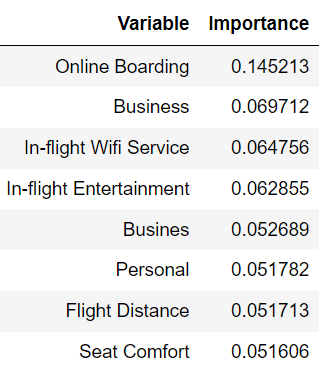 Variable Importance
Online Boarding 0.145213
Business 0.069712
In-flight Wifi Service 0.064756
In-flight Entertainment 0.062855
Busines 0.052689
Personal 0.051782
Flight Distance 0.051713
Seat Comfort 0.051606